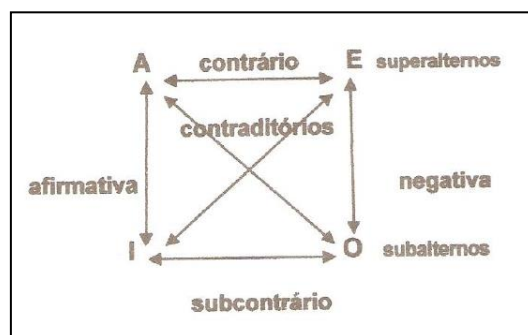 A contrário E superalternos
contraditórios
afirmativa negativa
I O subalternos
subcontrário